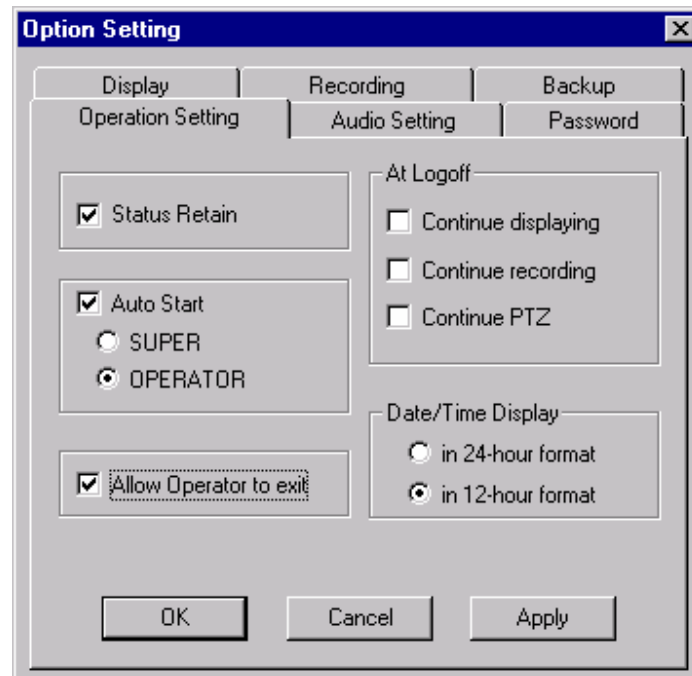 Option Setting
Display
Recording
Backup
Operation Setting
Audio Setting
Password
Status Retain
Auto Start
SUPER
OPERATOR
Allow Operator to exit
At Logoff
Continue displaying
Continue recording
Continue PTZ
Date/Time Display
in 24-hour format
in 12-hour format
OK
Cancel
Apply